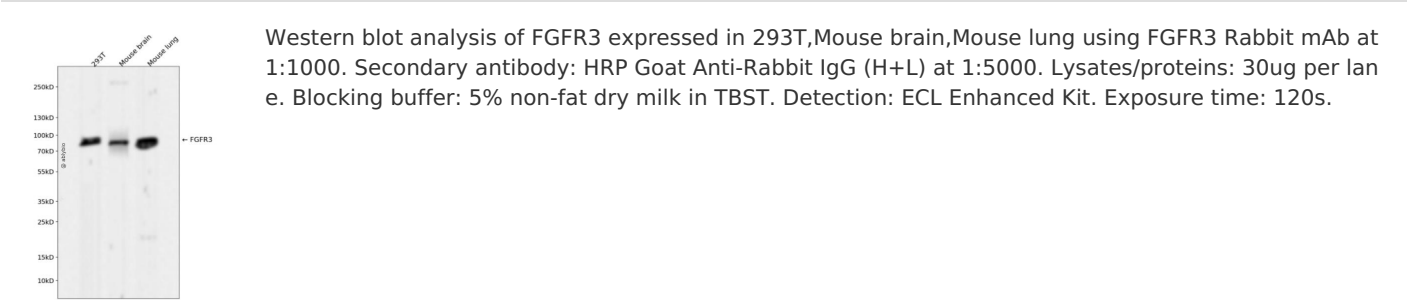 Western blot analysis of FGFR3 expressed in 293T,Mouse brain,Mouse lung using FGFR3 Rabbit mAb at
1:1000. Secondary antibody: HRP Goat Anti-Rabbit IgG (H+L) at 1:5000. Lysates/proteins: 30ug per lan
e. Blocking buffer: 5% non-fat dry milk in TBST. Detection: ECL Enhanced Kit. Exposure time: 120s.
293T
Mouse brain
Mouse lung
250kD
130kD
100kD
70kD
55kD
35kD
25kD
15kD
10kD
← FGFR3